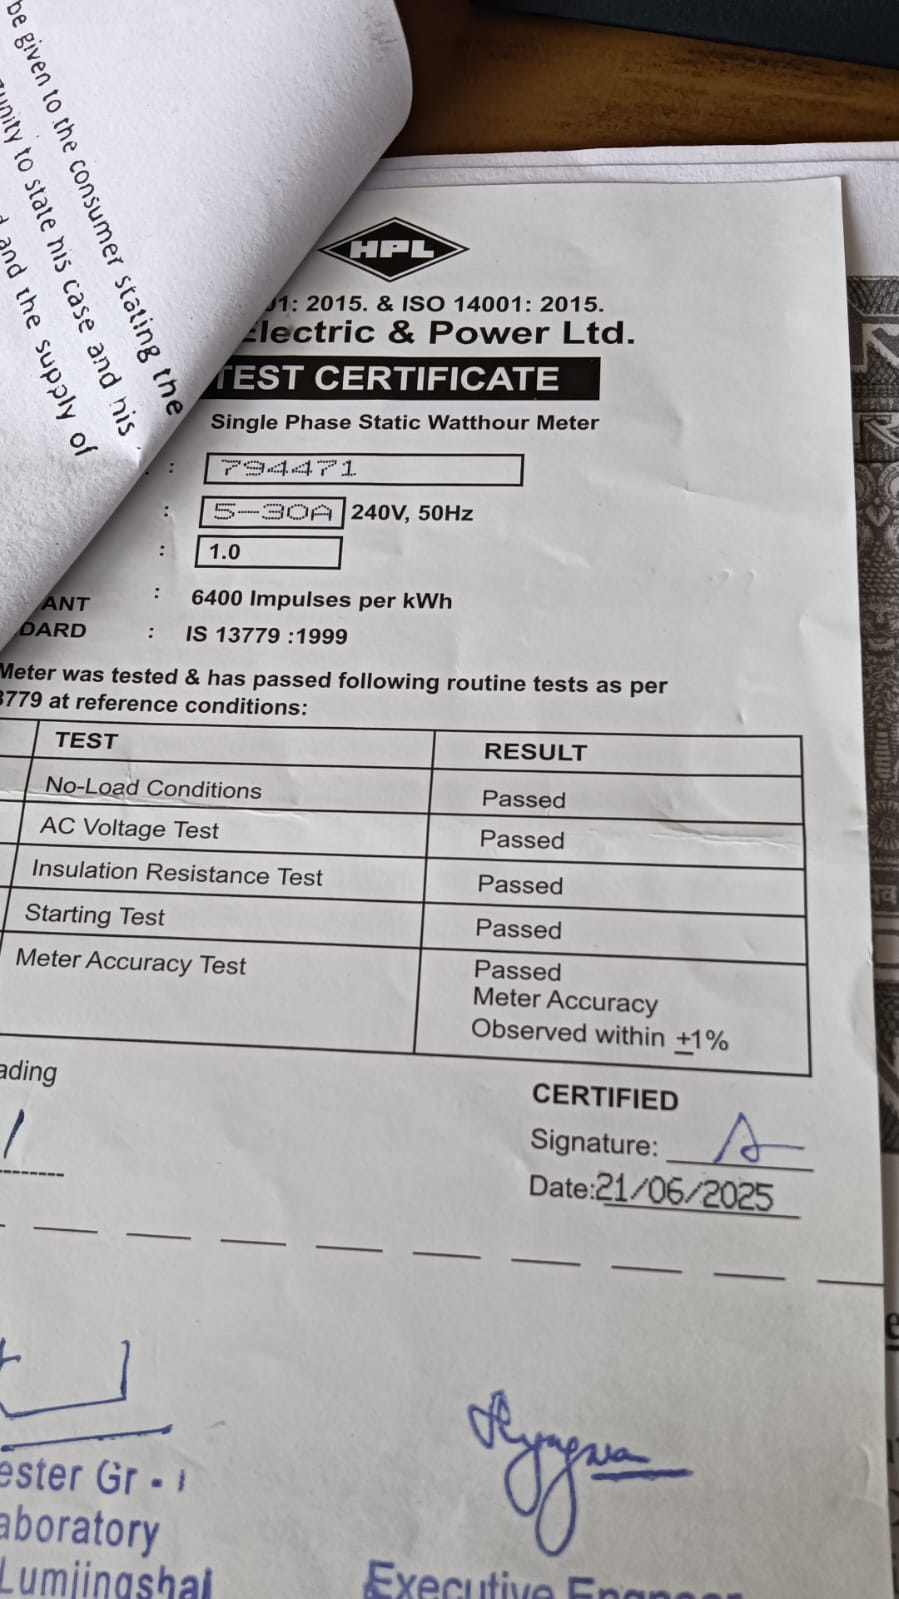 be given to the consumer stating the
to state his case and his
and the supply of
HPL
1: 2015. & ISO 14001: 2015.
Electric & Power Ltd.
TEST CERTIFICATE
Single Phase Static Watthour Meter
: 794471
: 5-30A 240V, 50Hz
: 1.0
ANT : 6400 Impulses per kWh
DARD : IS 13779 :1999
Meter was tested & has passed following routine tests as per
3779 at reference conditions:
TEST RESULT
No-Load Conditions Passed
AC Voltage Test Passed
Insulation Resistance Test Passed
Starting Test Passed
Meter Accuracy Test Passed
Meter Accuracy
Observed within ±1%
ading
CERTIFIED
Signature:
Date:21/06/2025
ester Gr - I
aboratory
Lumjingshai
Executive Engineer